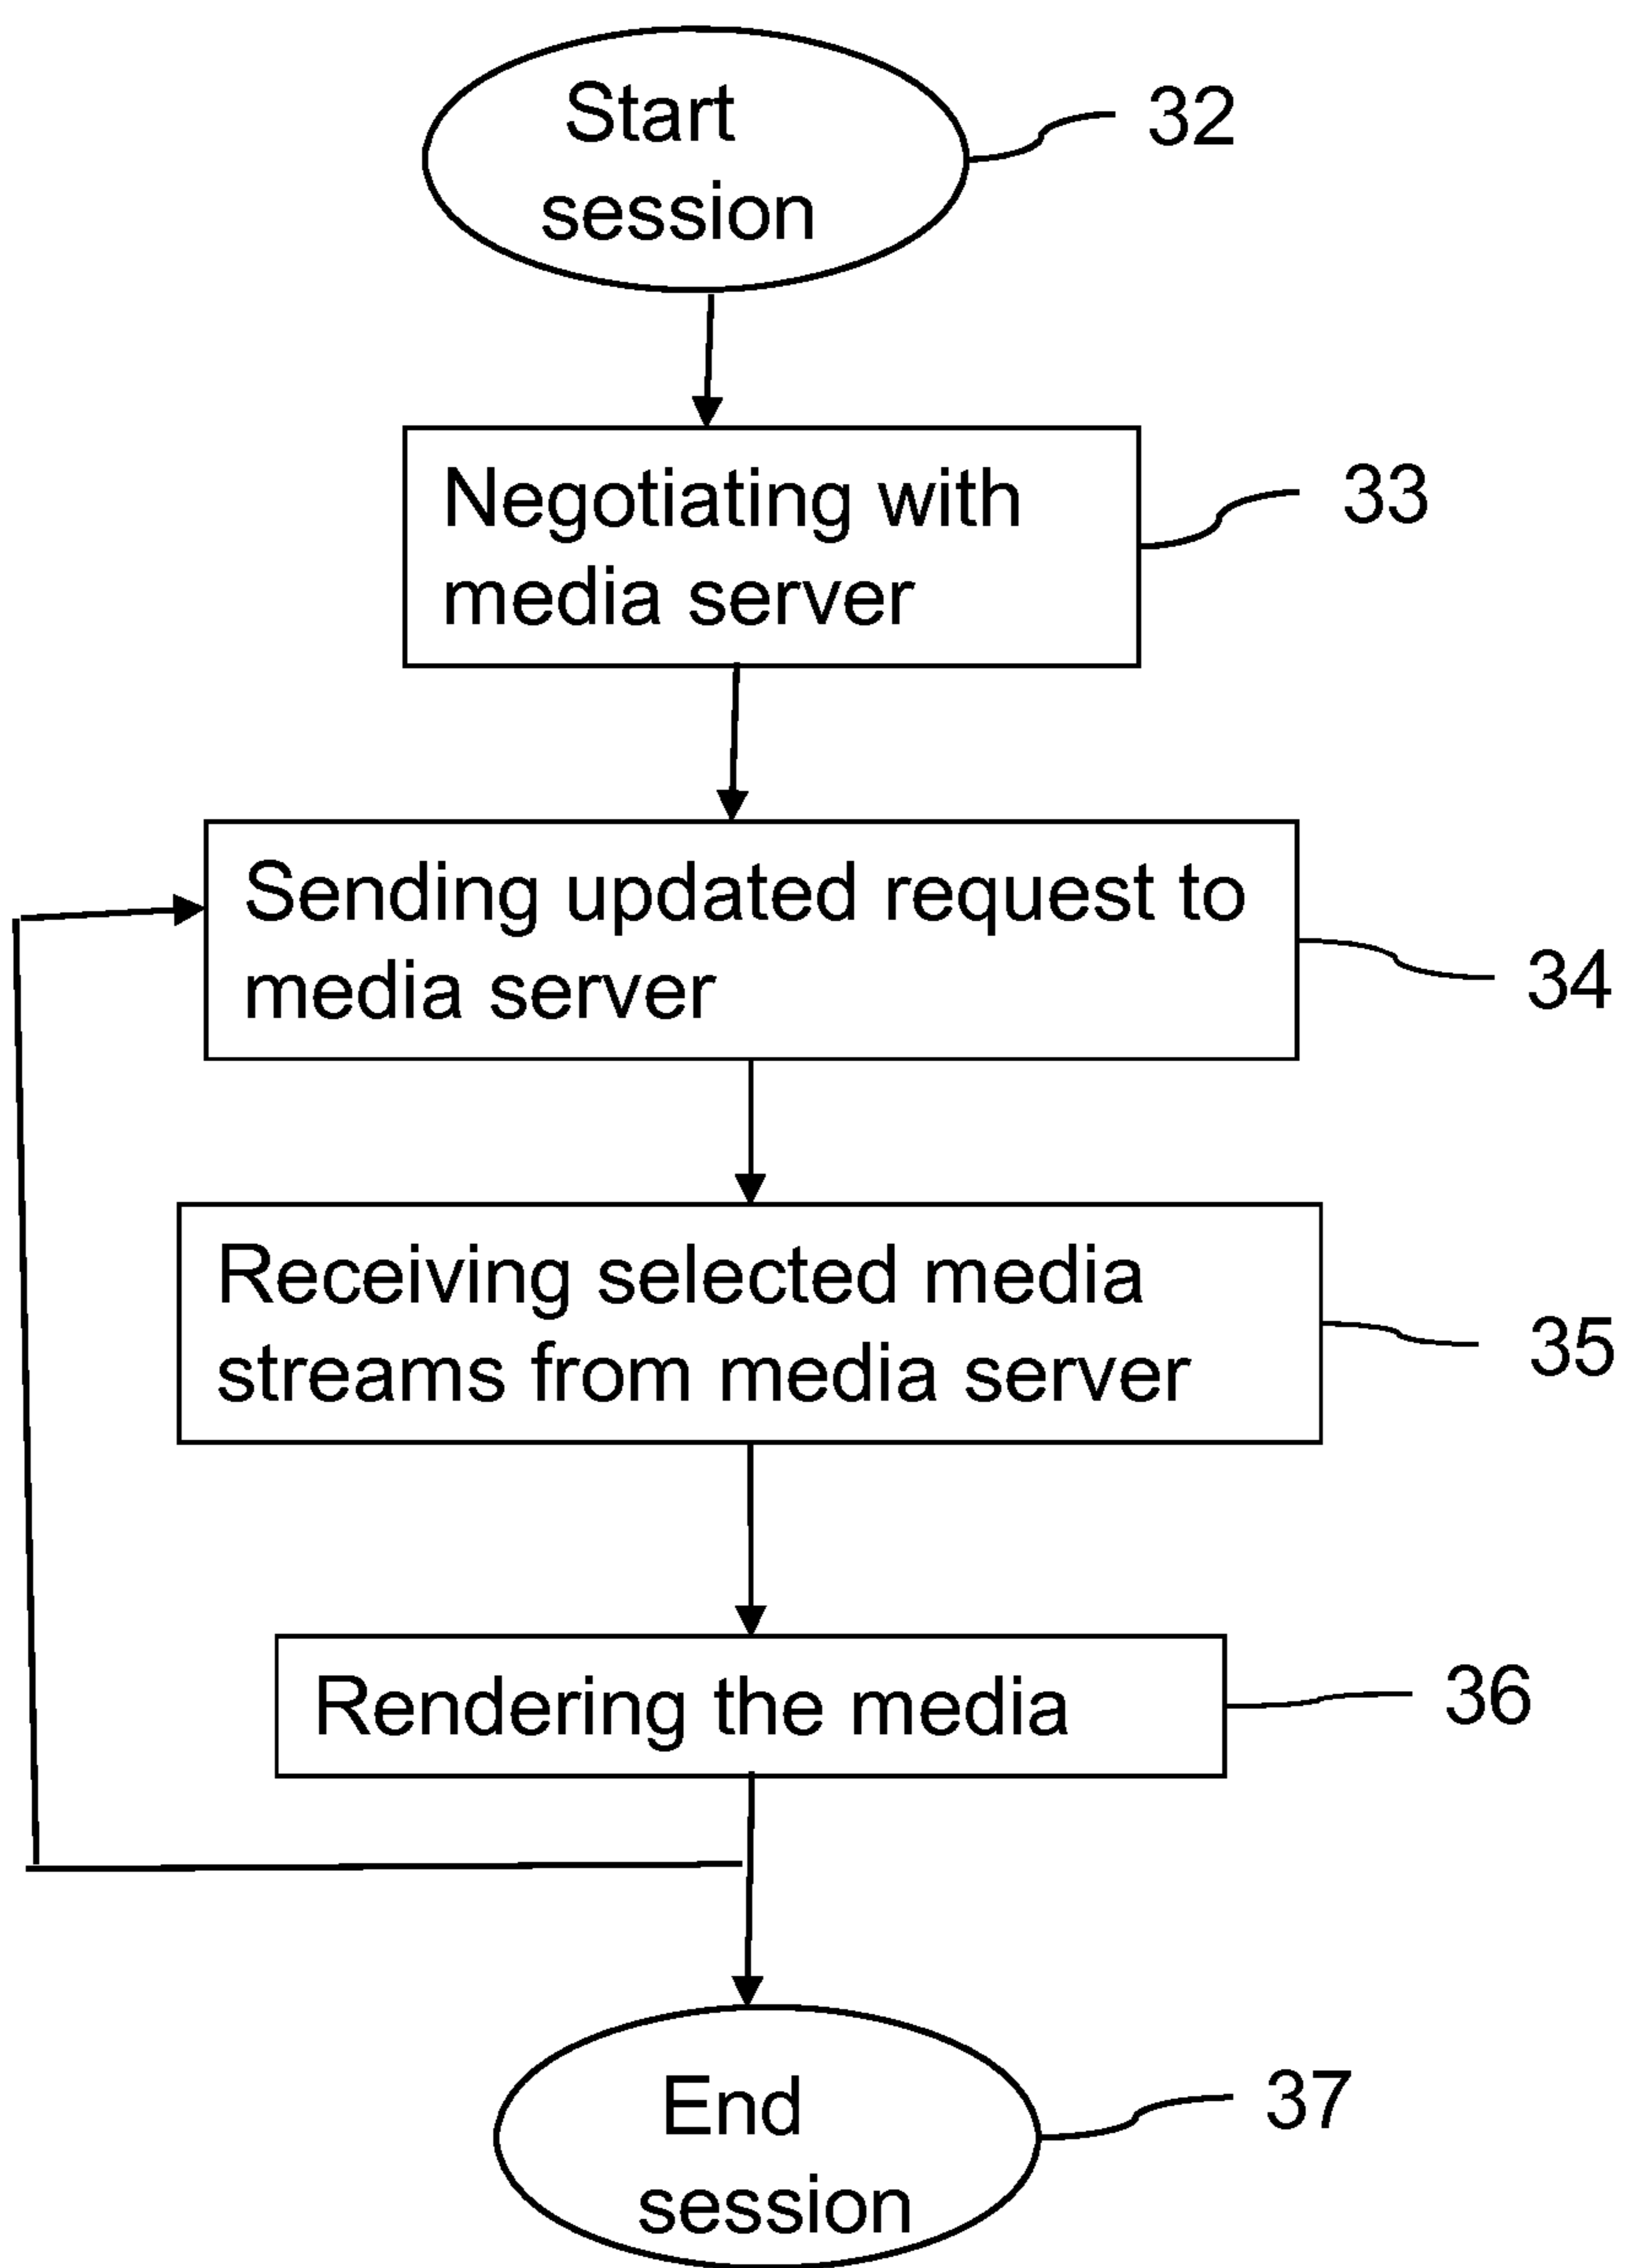 Start
session
32
Negotiating with
media server
33
Sending updated request to
media server
34
Receiving selected media
streams from media server
35
Rendering the media
36
End
session
37